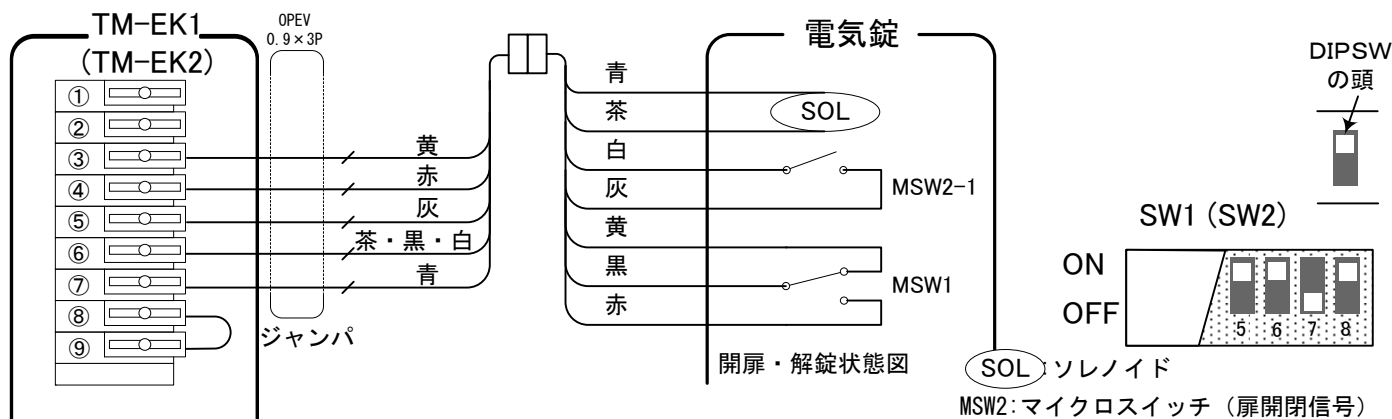 TM-EK1
(TM-EK2)
①
②
③
④
⑤
⑥
⑦
⑧
⑨
OPEV
0.9×3P
ジャンパ
黄
赤
灰
茶・黒・白
青
電気錠
青
茶
白
灰
黄
黒
赤
SOL
MSW2-1
MSW1
開扉・解錠状態図
DIPSW
の頭
SW1(SW2)
ON
OFF
5 6 7 8
SOL:ソレノイド
MSW2:マイクロスイッチ（扉開閉信号）